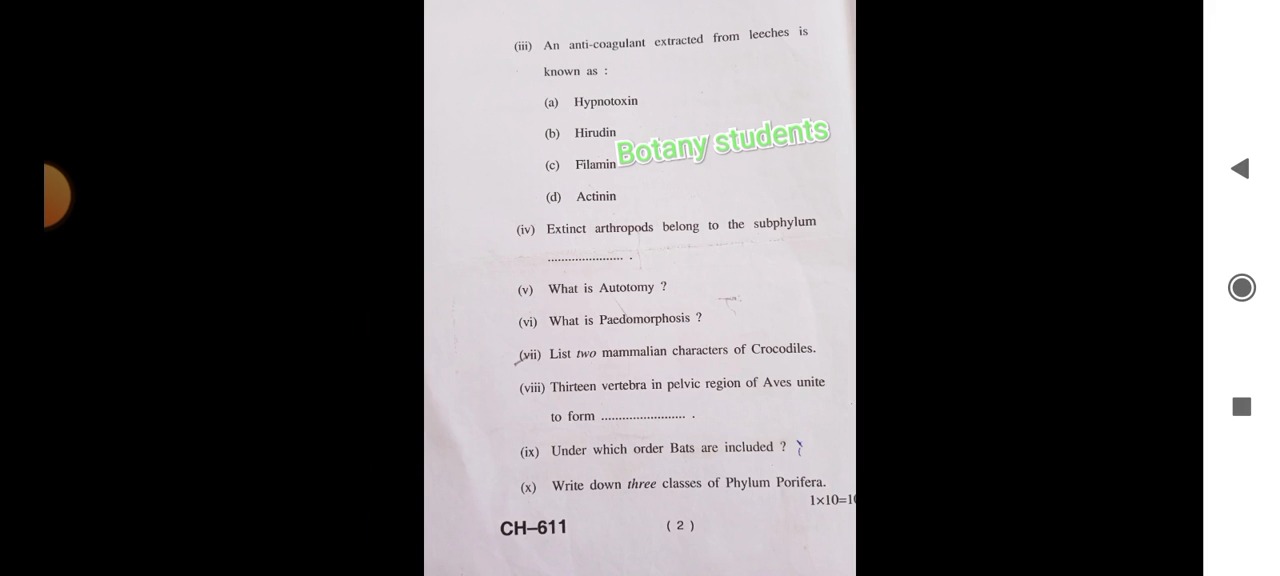 (iii) An anti-coagulant extracted from leeches is
known as :
(a) Hypnotoxin
(b) Hirudin
Botany students
(c) Filamin
(d) Actinin
(iv) Extinct arthropods belong to the subphylum
...................... .
(v) What is Autotomy ?
(vi) What is Paedomorphosis ?
(vii) List two mammalian characters of Crocodiles.
(viii) Thirteen vertebra in pelvic region of Aves unite
to form ........................ .
(ix) Under which order Bats are included ?
(x) Write down three classes of Phylum Porifera.
1×10=10
CH–611 ( 2 )